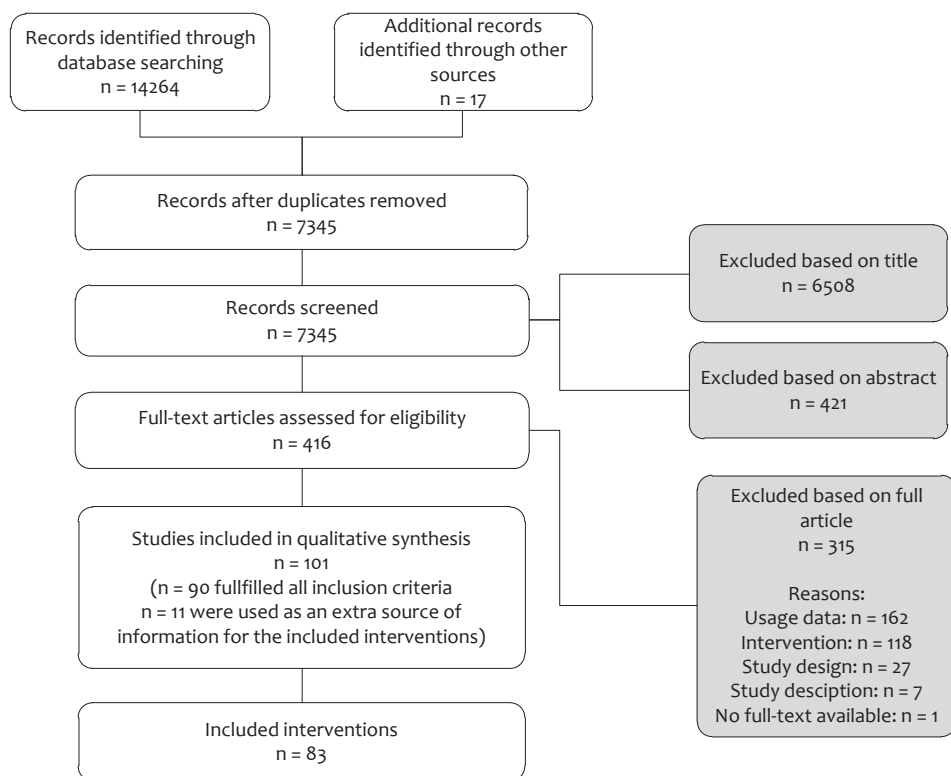 Records identified through
database searching
n = 14264
Additional records
identified through other
sources
n = 17
Records after duplicates removed
n = 7345
Records screened
n = 7345
Excluded based on title
n = 6508
Excluded based on abstract
n = 421
Full-text articles assessed for eligibility
n = 416
Excluded based on full
article
n = 315
Reasons:
Usage data: n = 162
Intervention: n = 118
Study design: n = 27
Study desciption: n = 7
No full-text available: n = 1
Studies included in qualitative synthesis
n = 101
(n = 90 fullfilled all inclusion criteria
n = 11 were used as an extra source of
information for the included interventions)
Included interventions
n = 83